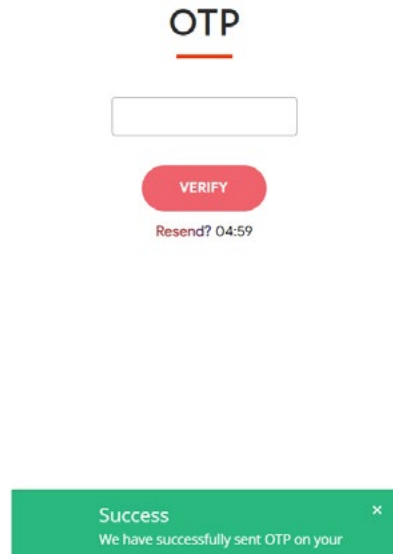 OTP
VERIFY
Resend? 04:59
Success ×
We have successfully sent OTP on your